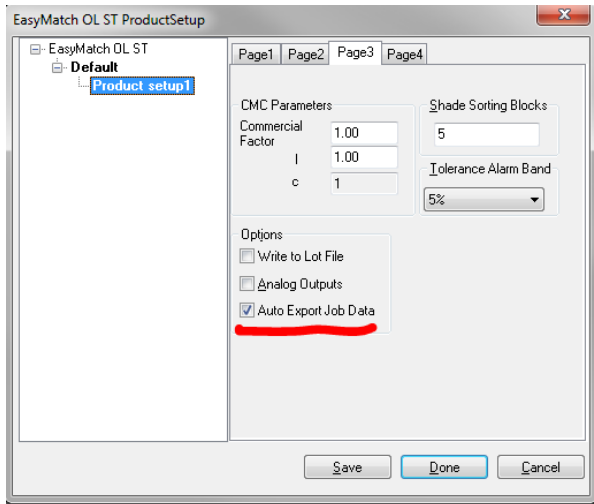 EasyMatch OL ST ProductSetup
EasyMatch OL ST
Default
Product setup1
Page1 Page2 Page3 Page4
CMC Parameters
Commercial
Factor
1.00
l
1.00
c
1
Shade Sorting Blocks
5
Tolerance Alarm Band
5%
Options
Write to Lot File
Analog Outputs
Auto Export Job Data
Save Done Cancel